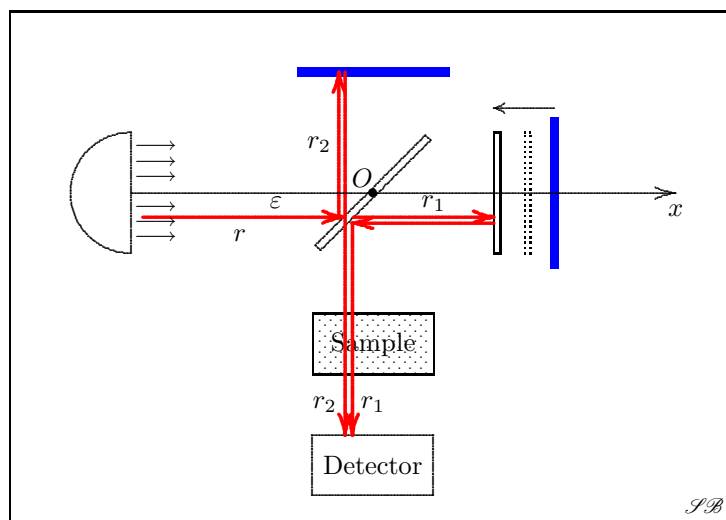 r₂
O
ε
r₁
x
r
Sample
r₂ r₁
Detector
𝒮ℬ